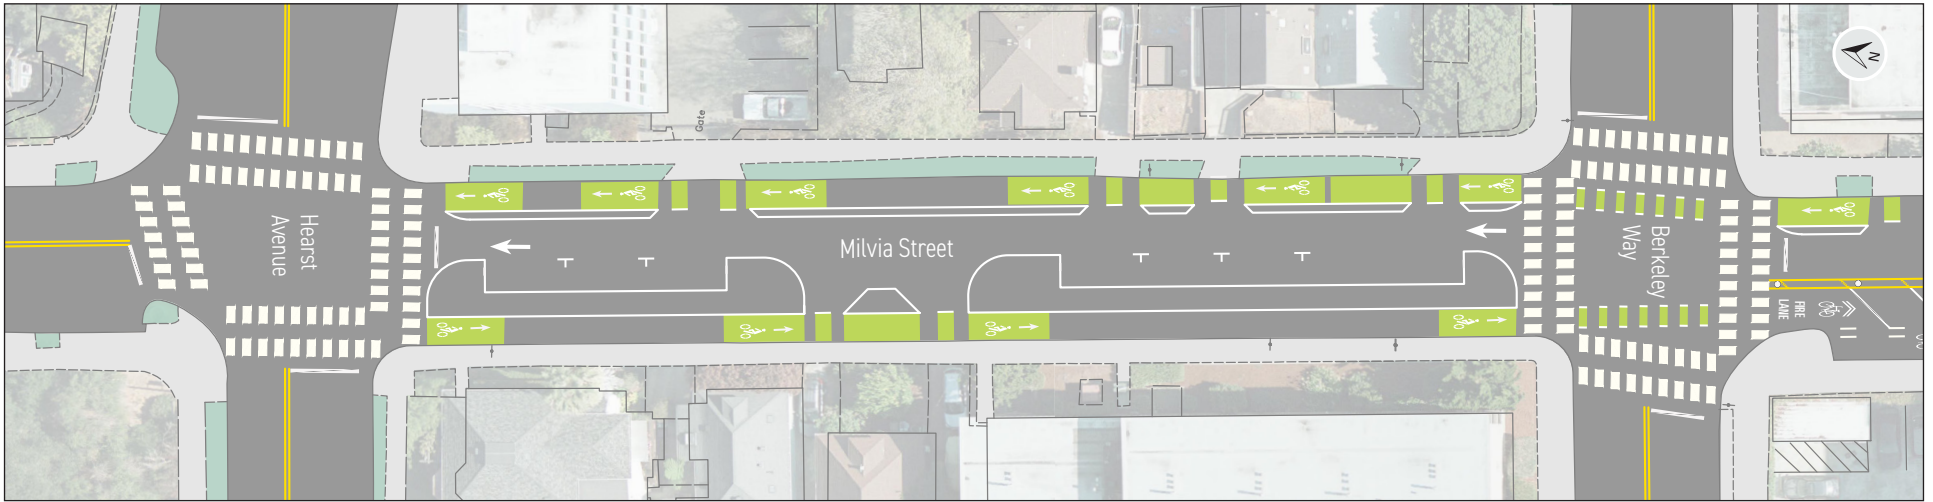 Gate
Hearst
Avenue
Milvia Street
Berkeley
Way
FIRE
LANE
N